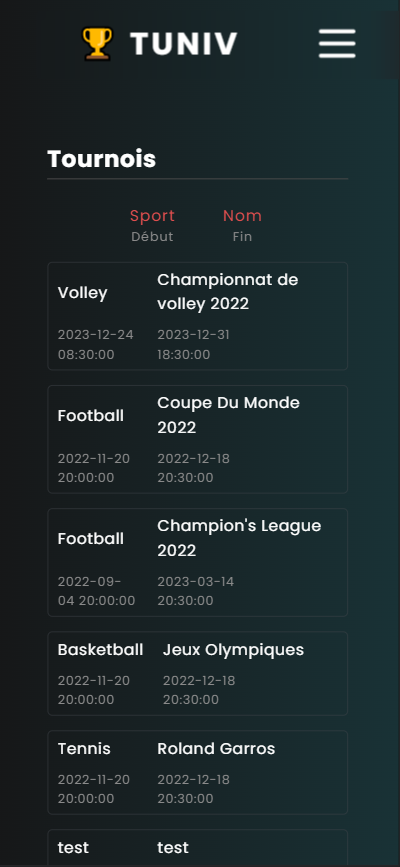 TUNIV
Tournois
Sport Nom
Début Fin
Volley Championnat de
volley 2022
2023-12-24 2023-12-31
08:30:00 18:30:00
Football Coupe Du Monde
2022
2022-11-20 2022-12-18
20:00:00 20:30:00
Football Champion's League
2022
2022-09- 2023-03-14
04 20:00:00 20:30:00
Basketball Jeux Olympiques
2022-11-20 2022-12-18
20:00:00 20:30:00
Tennis Roland Garros
2022-11-20 2022-12-18
20:00:00 20:30:00
test test